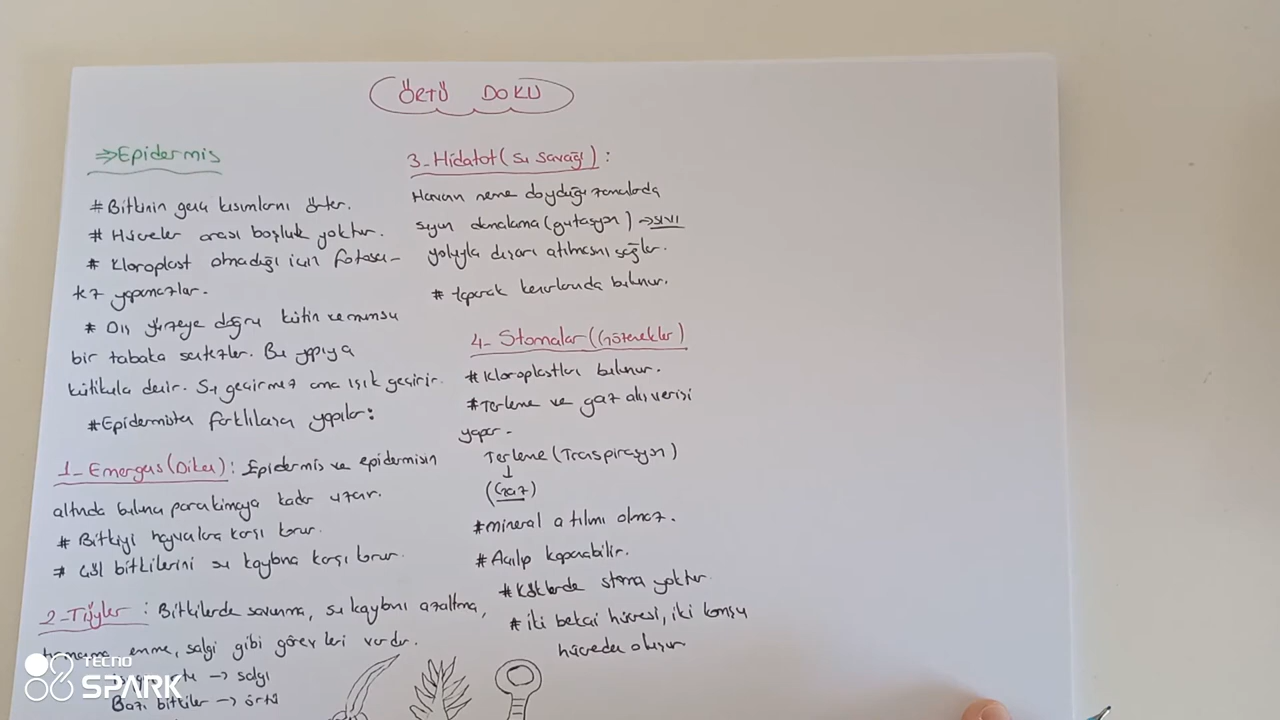 ÖRTÜ DOKU
⇒Epidermis
# Bitkinin genç kısımlarını örter.
# Hücreler arası boşluk yoktur.
# Kloroplast olmadığı için fotosen-
tez yapamazlar.
# Dış yüzeye doğru kütin ve mumsu
bir tabaka sentezler. Bu yapıya
kütikula denir. Su geçirmez ama ışık geçirir.
# Epidermisten farklılaşan yapılar:
1- Emergens (Diken): Epidermis ve epidermisin
altında bulunan parankimaya kadar uzanır.
# Bitkiyi hayvanlara karşı korur.
# Çöl bitkilerini su kaybına karşı korur.
2- Tüyler: Bitkilerde savunma, su kaybını azaltma,
emme, salgı gibi görevleri vardır.
→ salgı
Bazı bitkiler → örtü
3- Hidatot (Su Savağı):
Havanın neme doyduğu zamanlarda
suyun damlama (gutasyon) → sıvı
yoluyla dışarı atılmasını sağlar.
# Yaprak kenarlarında bulunur.
4- Stomalar (Gözenekler)
# Kloroplastları bulunur.
# Terleme ve gaz alışverişi
yapar.
Terleme (Traspirasyon)
↓
(Gaz)
# mineral atılımı olmaz.
# Açılıp kapanabilir.
# Köklerde stoma yoktur
# iki bekçi hücresi, iki komşu
hücreden oluşur
TECNO
SPARK